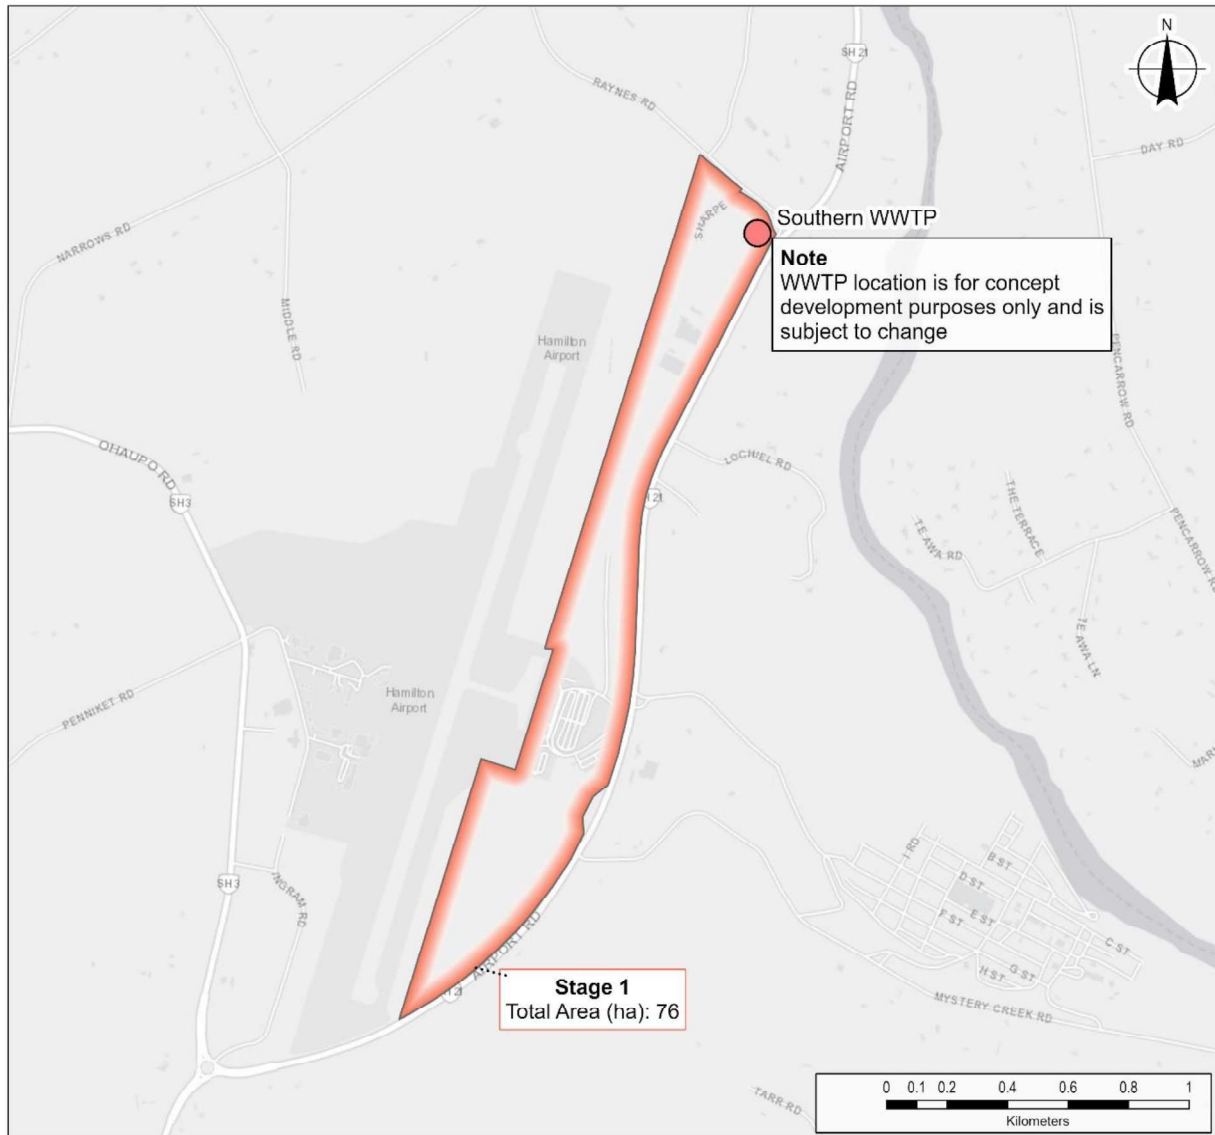 N
SH 21
AIRPORT RD
RAYNES RD
DAY RD
NARROWS RD
SHARPE
Southern WWTP
Note
WWTP location is for concept
development purposes only and is
subject to change
MIDDLE RD
Hamilton
Airport
PENCARROW RD
OHAUPO RD
SH3
LOCHIEL RD
21
THE TERRACE
TE AWA RD
PENCARROW RD
TE AWA LN
PENNIKET RD
Hamilton
Airport
I RD
B ST
D ST
E ST
F ST
C ST
G ST
H ST
SH3
INGRAM RD
AIRPORT RD
21
Stage 1
Total Area (ha): 76
MYSTERY CREEK RD
TARR RD
0 0.1 0.2 0.4 0.6 0.8 1
Kilometers